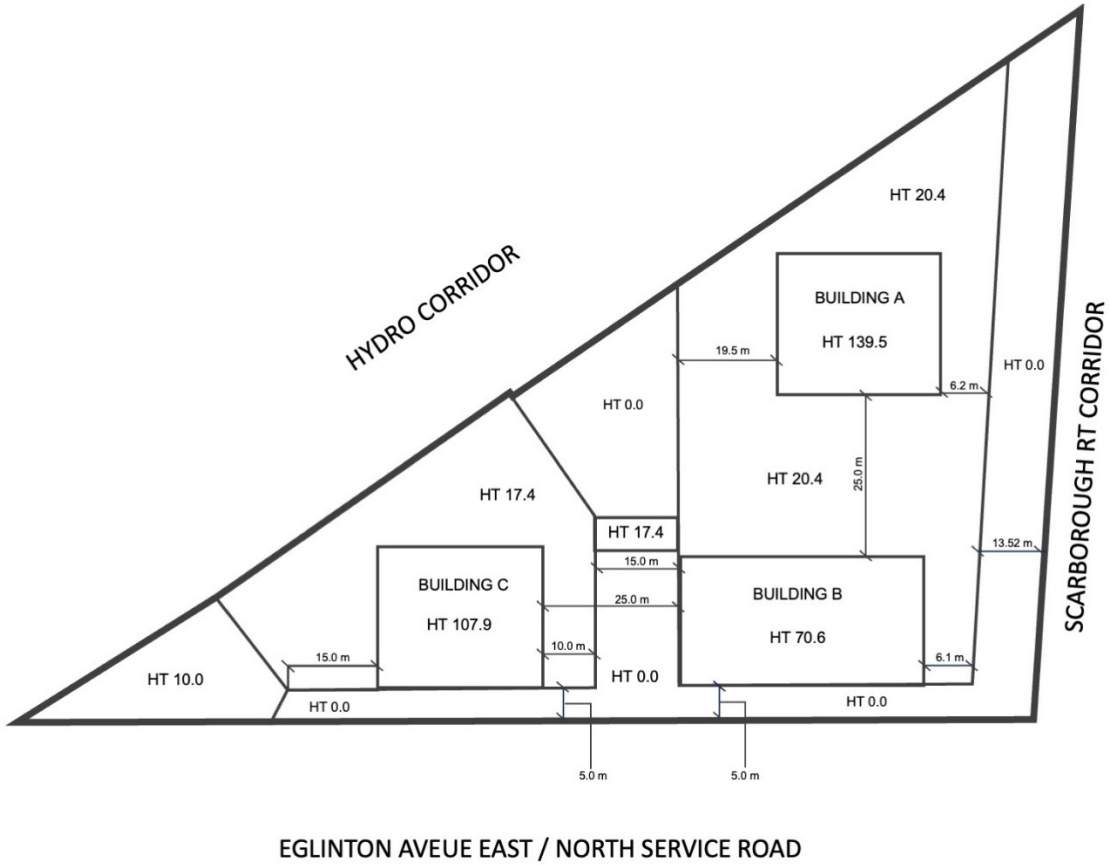 HT 20.4
HYDRO CORRIDOR
BUILDING A
HT 139.5
19.5 m
HT 0.0
6.2 m
SCARBOROUGH RT CORRIDOR
HT 0.0
25.0 m
HT 20.4
HT 17.4
HT 17.4
13.52 m
15.0 m
BUILDING C
HT 107.9
25.0 m
BUILDING B
HT 70.6
10.0 m
15.0 m
6.1 m
HT 10.0
HT 0.0
HT 0.0
HT 0.0
5.0 m
5.0 m
EGLINTON AVEUE EAST / NORTH SERVICE ROAD